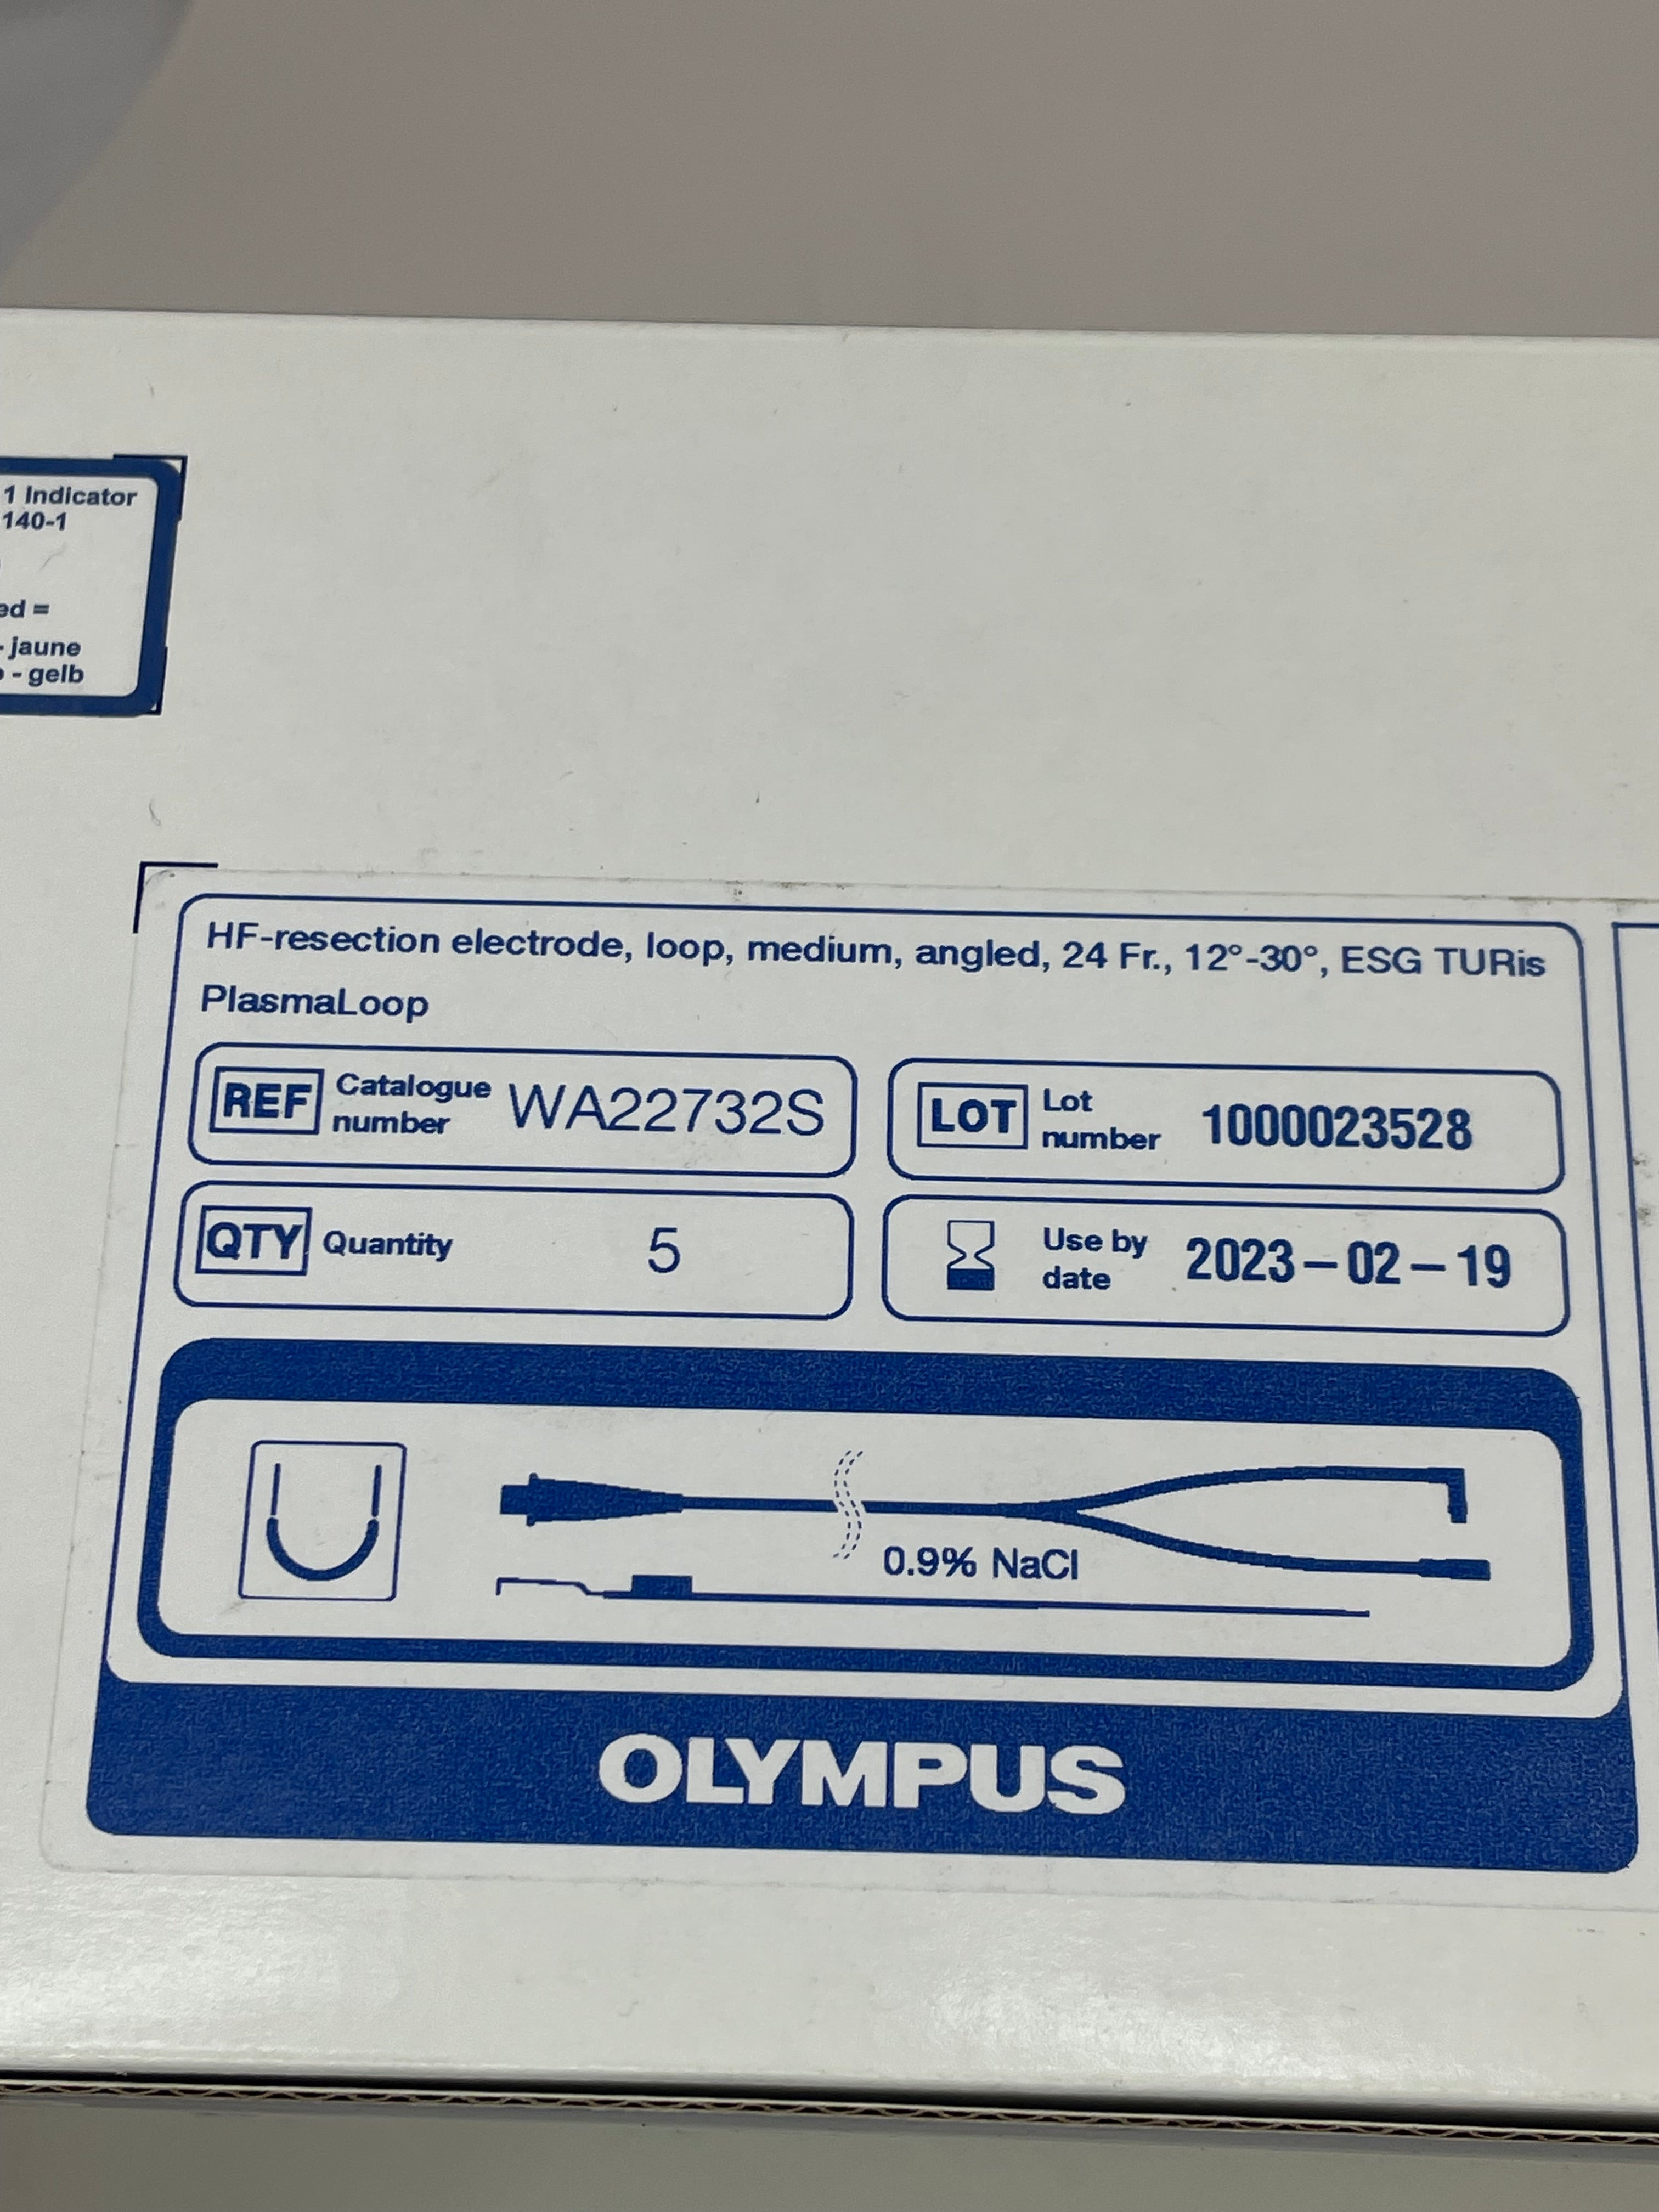 1 Indicator
140-1
ed =
- jaune
- gelb
HF-resection electrode, loop, medium, angled, 24 Fr., 12°-30°, ESG TURis
PlasmaLoop
REF Catalogue number WA22732S
LOT Lot number 1000023528
QTY Quantity 5
Use by date 2023-02-19
0.9% NaCl
OLYMPUS